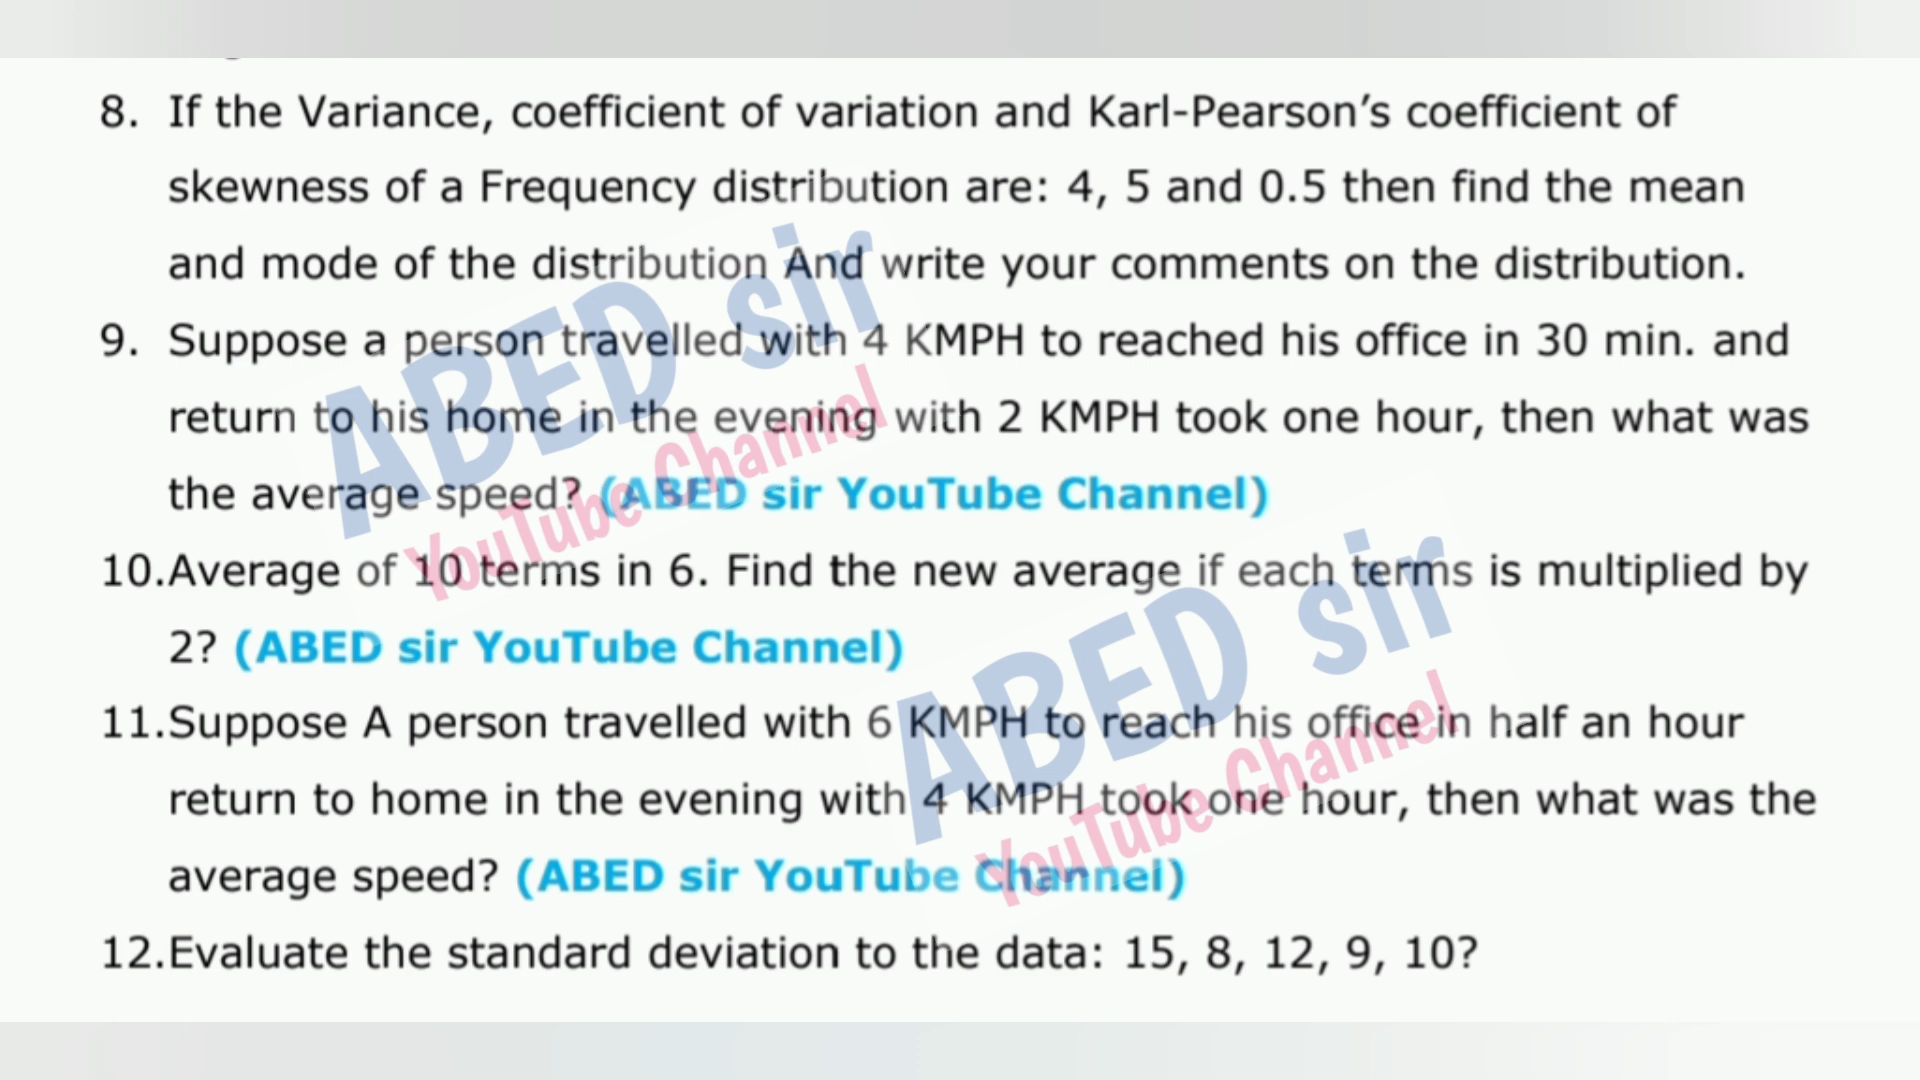 8. If the Variance, coefficient of variation and Karl-Pearson's coefficient of
skewness of a Frequency distribution are: 4, 5 and 0.5 then find the mean
and mode of the distribution And write your comments on the distribution.
9. Suppose a person travelled with 4 KMPH to reached his office in 30 min. and
return to his home in the evening with 2 KMPH took one hour, then what was
the average speed? (ABED sir YouTube Channel)
10.Average of 10 terms in 6. Find the new average if each terms is multiplied by
2? (ABED sir YouTube Channel)
11.Suppose A person travelled with 6 KMPH to reach his office in half an hour
return to home in the evening with 4 KMPH took one hour, then what was the
average speed? (ABED sir YouTube Channel)
12.Evaluate the standard deviation to the data: 15, 8, 12, 9, 10?
ABED sir
YouTube Channel
ABED sir
YouTube Channel